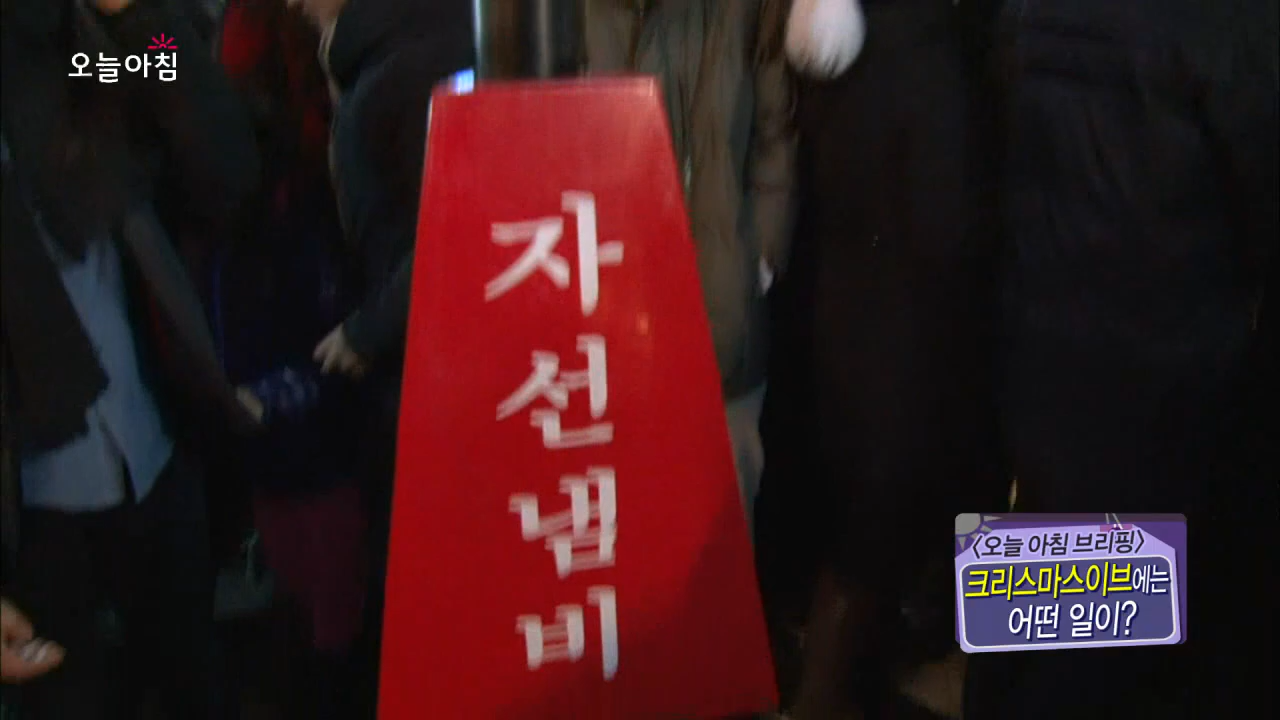 오늘아침
자선냄비
<오늘 아침 브리핑>
크리스마스이브에는
어떤 일이?